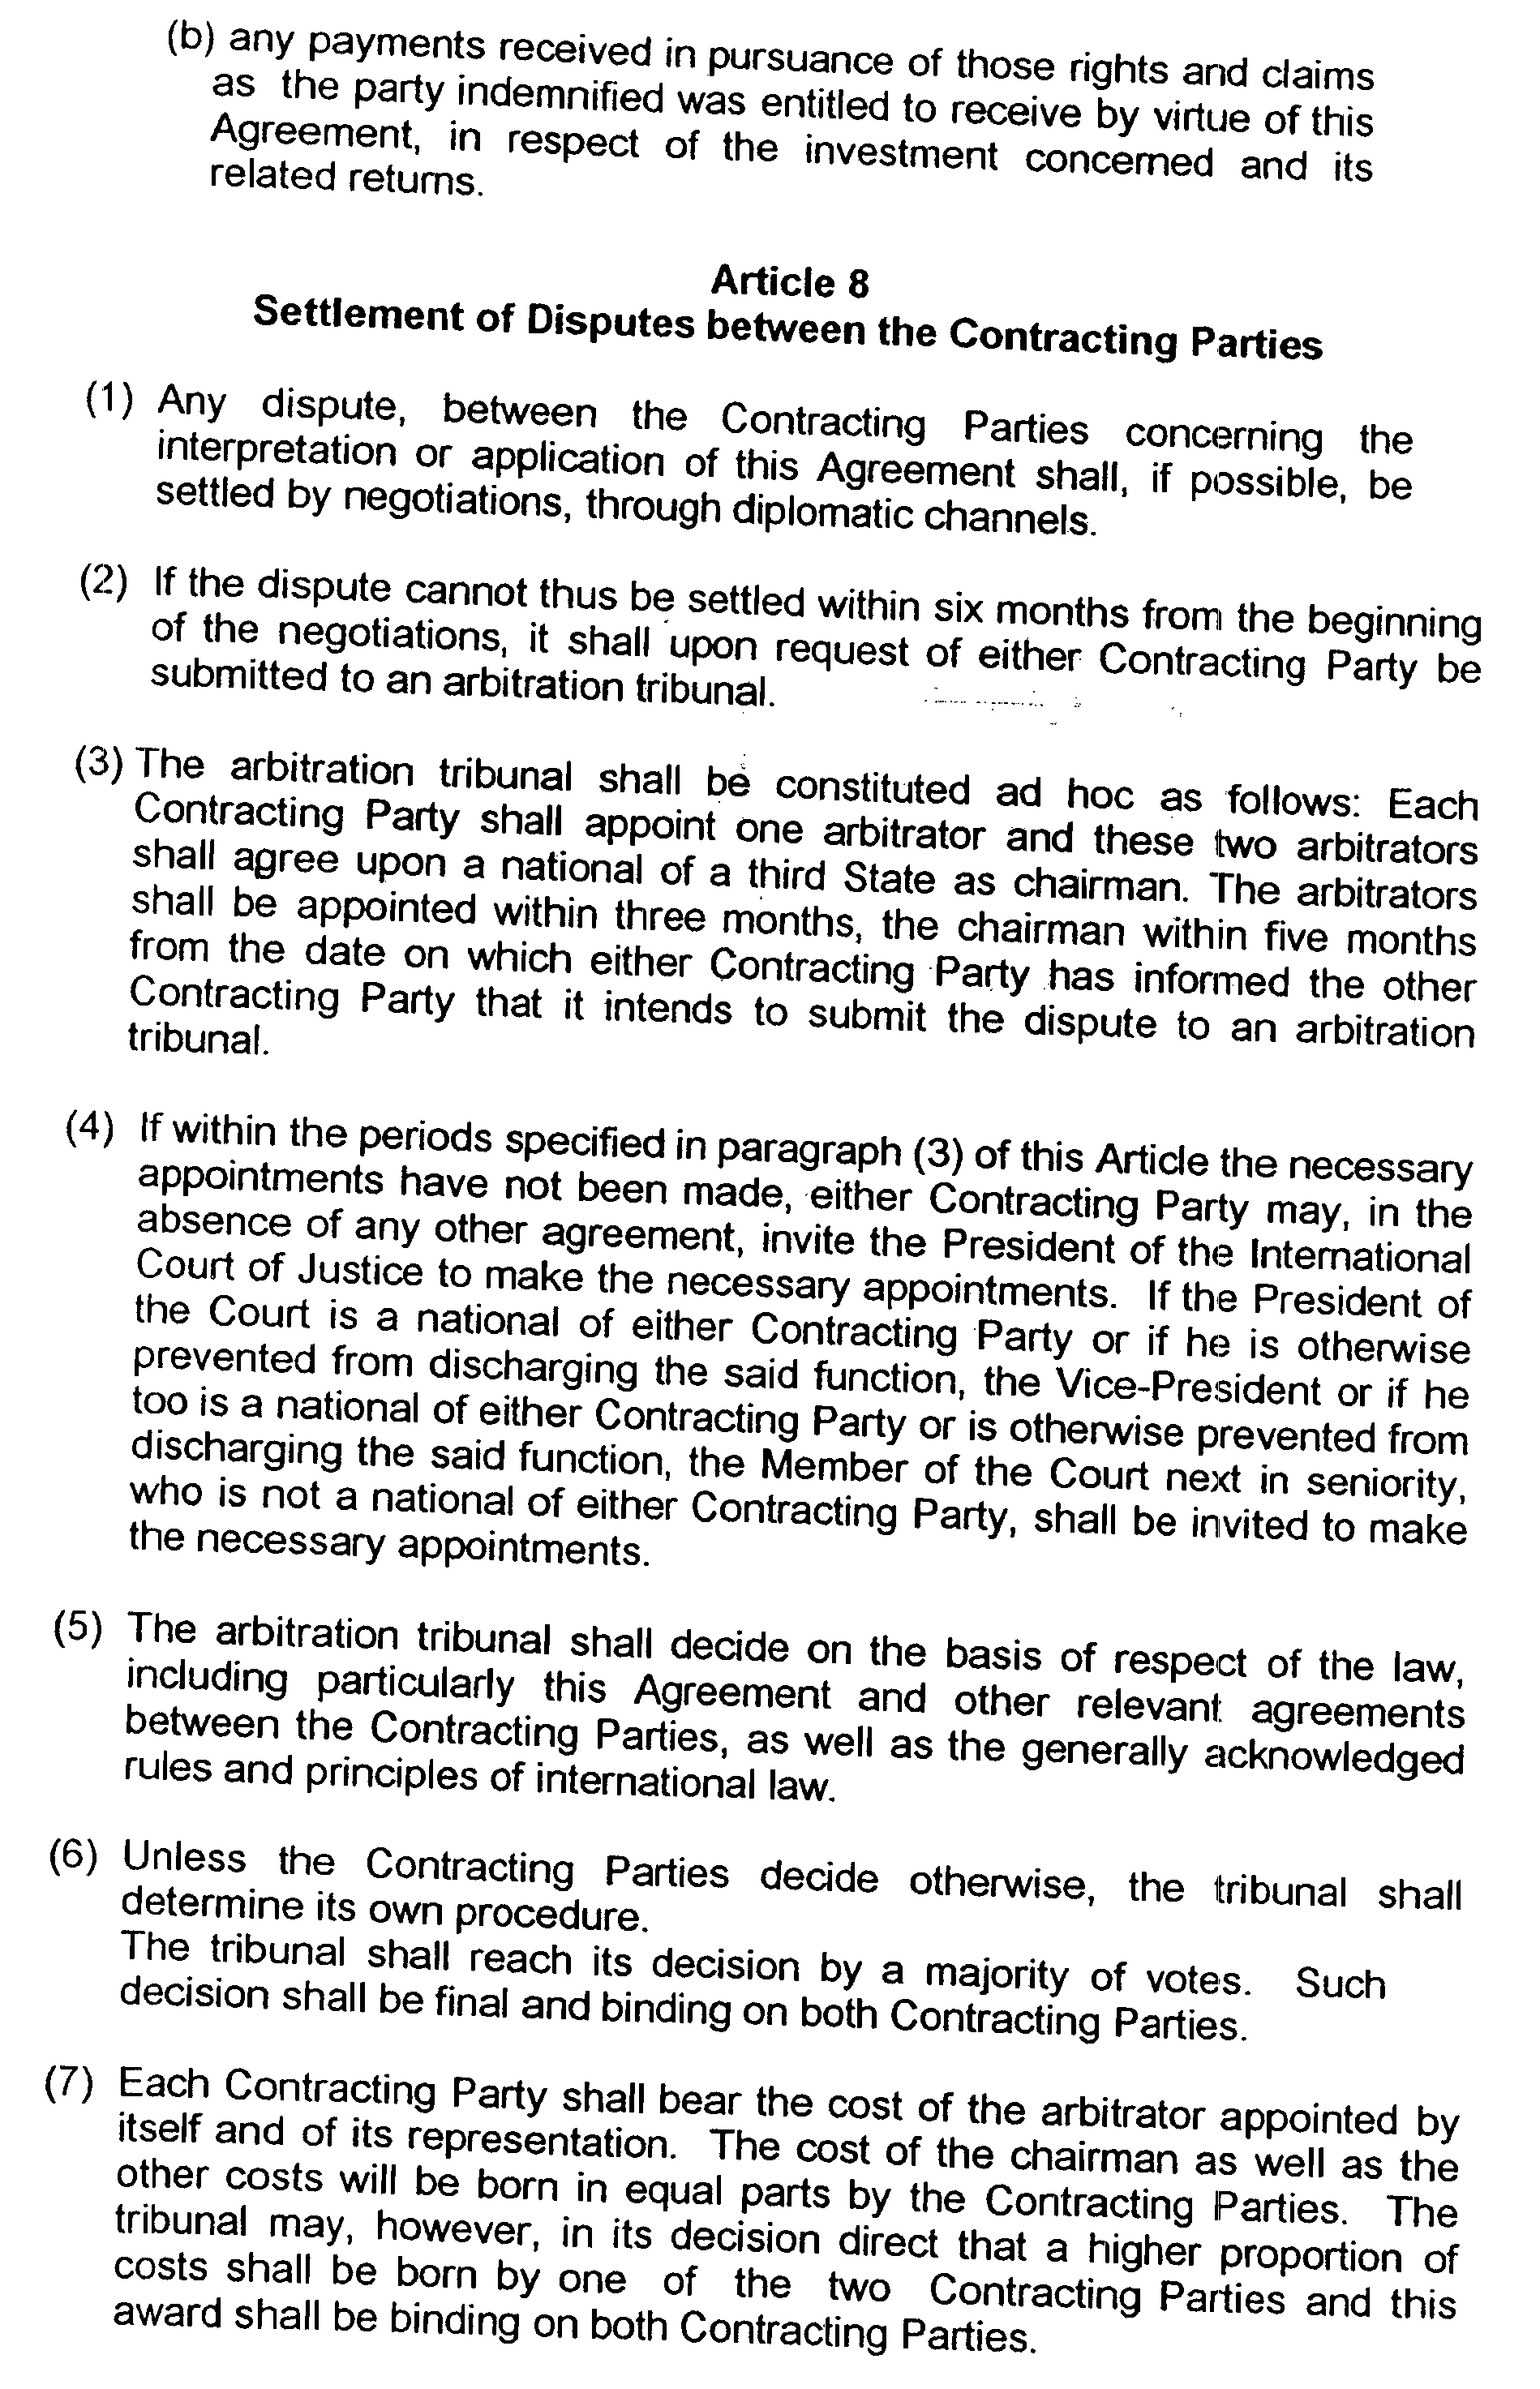 (b) any payments received in pursuance of those rights and claims
as the party indemnified was entitled to receive by virtue of this
Agreement, in respect of the investment concerned and its
related returns.
Article 8
Settlement of Disputes between the Contracting Parties
(1) Any dispute, between the Contracting Parties concerning the
interpretation or application of this Agreement shall, if possible, be
settled by negotiations, through diplomatic channels.
(2) If the dispute cannot thus be settled within six months from the beginning
of the negotiations, it shall upon request of either Contracting Party be
submitted to an arbitration tribunal.
(3) The arbitration tribunal shall be constituted ad hoc as follows: Each
Contracting Party shall appoint one arbitrator and these two arbitrators
shall agree upon a national of a third State as chairman. The arbitrators
shall be appointed within three months, the chairman within five months
from the date on which either Contracting Party has informed the other
Contracting Party that it intends to submit the dispute to an arbitration
tribunal.
(4) If within the periods specified in paragraph (3) of this Article the necessary
appointments have not been made, either Contracting Party may, in the
absence of any other agreement, invite the President of the International
Court of Justice to make the necessary appointments. If the President of
the Court is a national of either Contracting Party or if he is otherwise
prevented from discharging the said function, the Vice-President or if he
too is a national of either Contracting Party or is otherwise prevented from
discharging the said function, the Member of the Court next in seniority,
who is not a national of either Contracting Party, shall be invited to make
the necessary appointments.
(5) The arbitration tribunal shall decide on the basis of respect of the law,
including particularly this Agreement and other relevant agreements
between the Contracting Parties, as well as the generally acknowledged
rules and principles of international law.
(6) Unless the Contracting Parties decide otherwise, the tribunal shall
determine its own procedure.
The tribunal shall reach its decision by a majority of votes. Such
decision shall be final and binding on both Contracting Parties.
(7) Each Contracting Party shall bear the cost of the arbitrator appointed by
itself and of its representation. The cost of the chairman as well as the
other costs will be born in equal parts by the Contracting Parties. The
tribunal may, however, in its decision direct that a higher proportion of
costs shall be born by one of the two Contracting Parties and this
award shall be binding on both Contracting Parties.